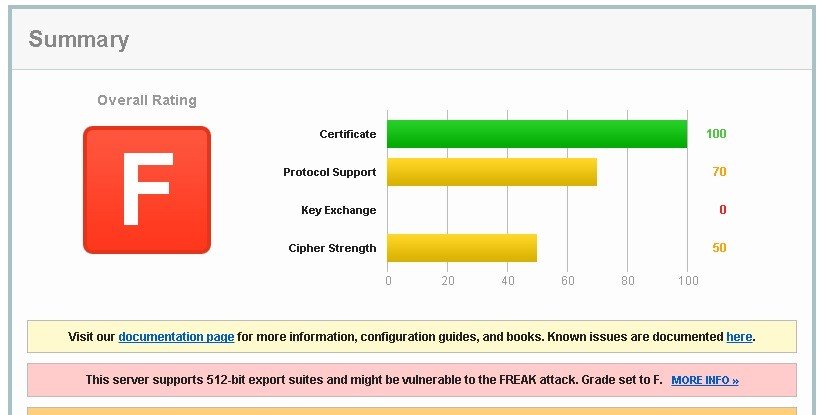 Summary
Overall Rating
F
Certificate 100
Protocol Support 70
Key Exchange 0
Cipher Strength 50
0 20 40 60 80 100
Visit our documentation page for more information, configuration guides, and books. Known issues are documented here.
This server supports 512-bit export suites and might be vulnerable to the FREAK attack. Grade set to F. MORE INFO »